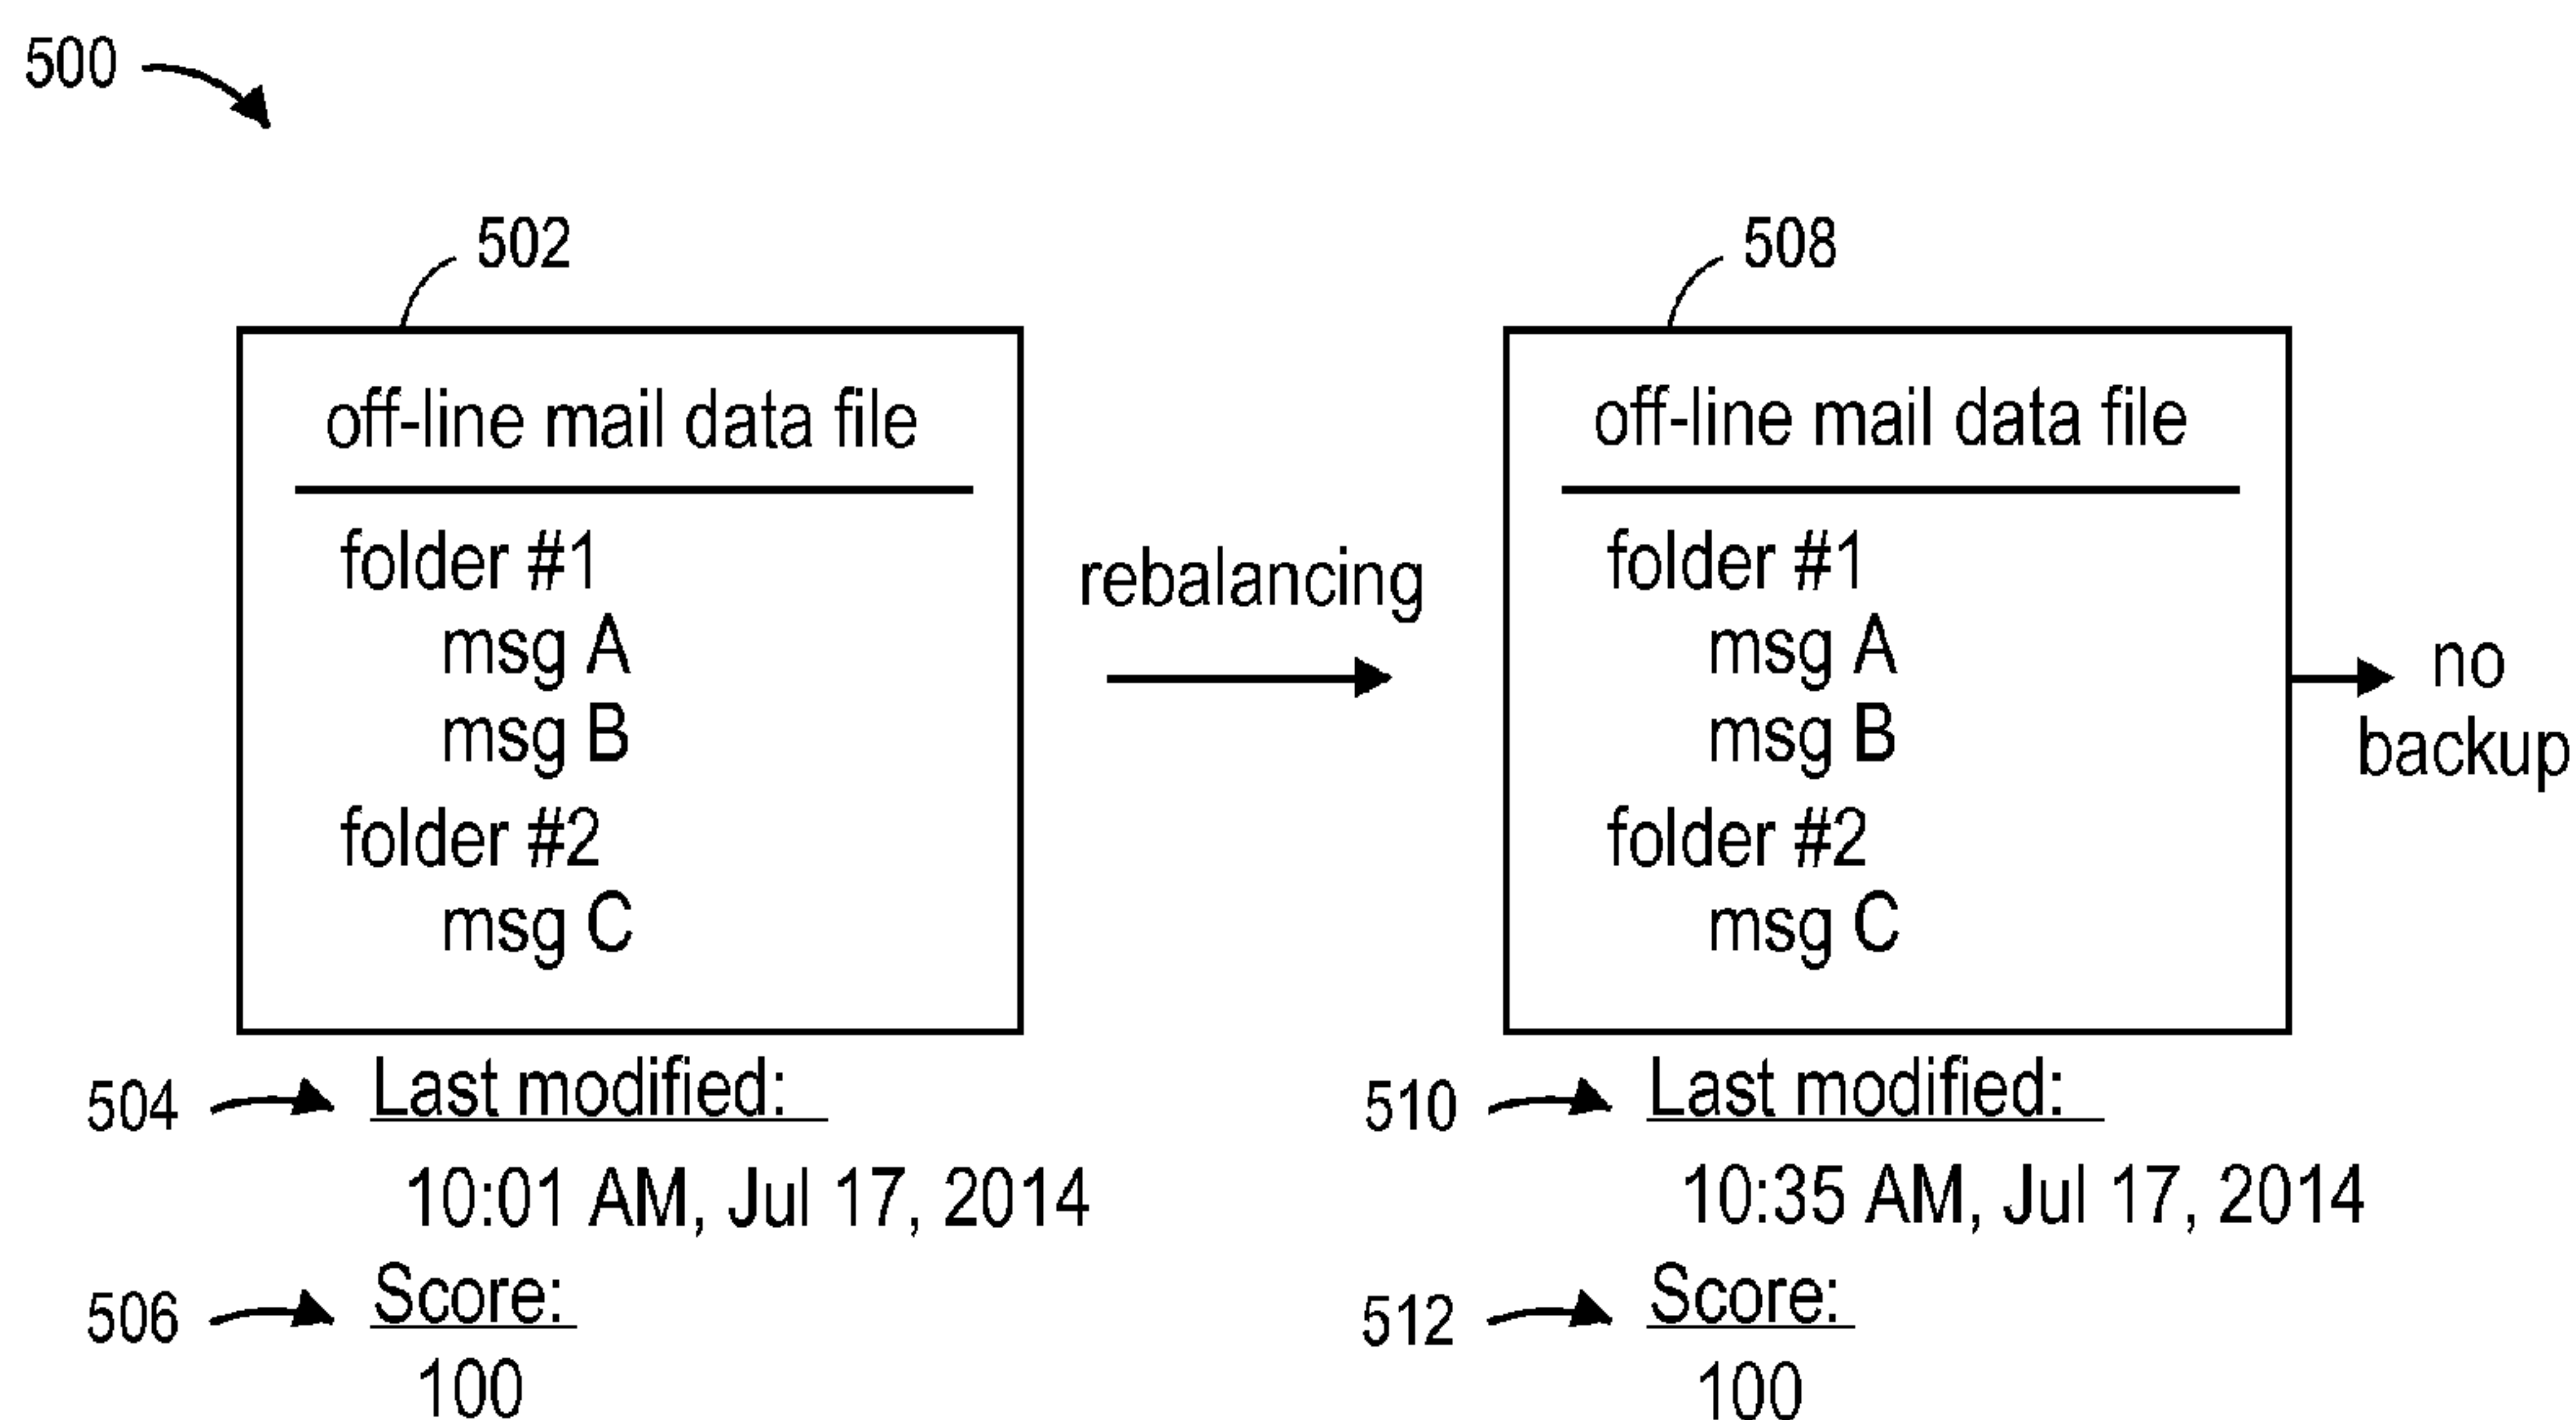 500
502
off-line mail data file
folder #1
msg A
msg B
folder #2
msg C
504
Last modified:
10:01 AM, Jul 17, 2014
506
Score:
100
rebalancing
508
off-line mail data file
folder #1
msg A
msg B
folder #2
msg C
510
Last modified:
10:35 AM, Jul 17, 2014
512
Score:
100
no
backup